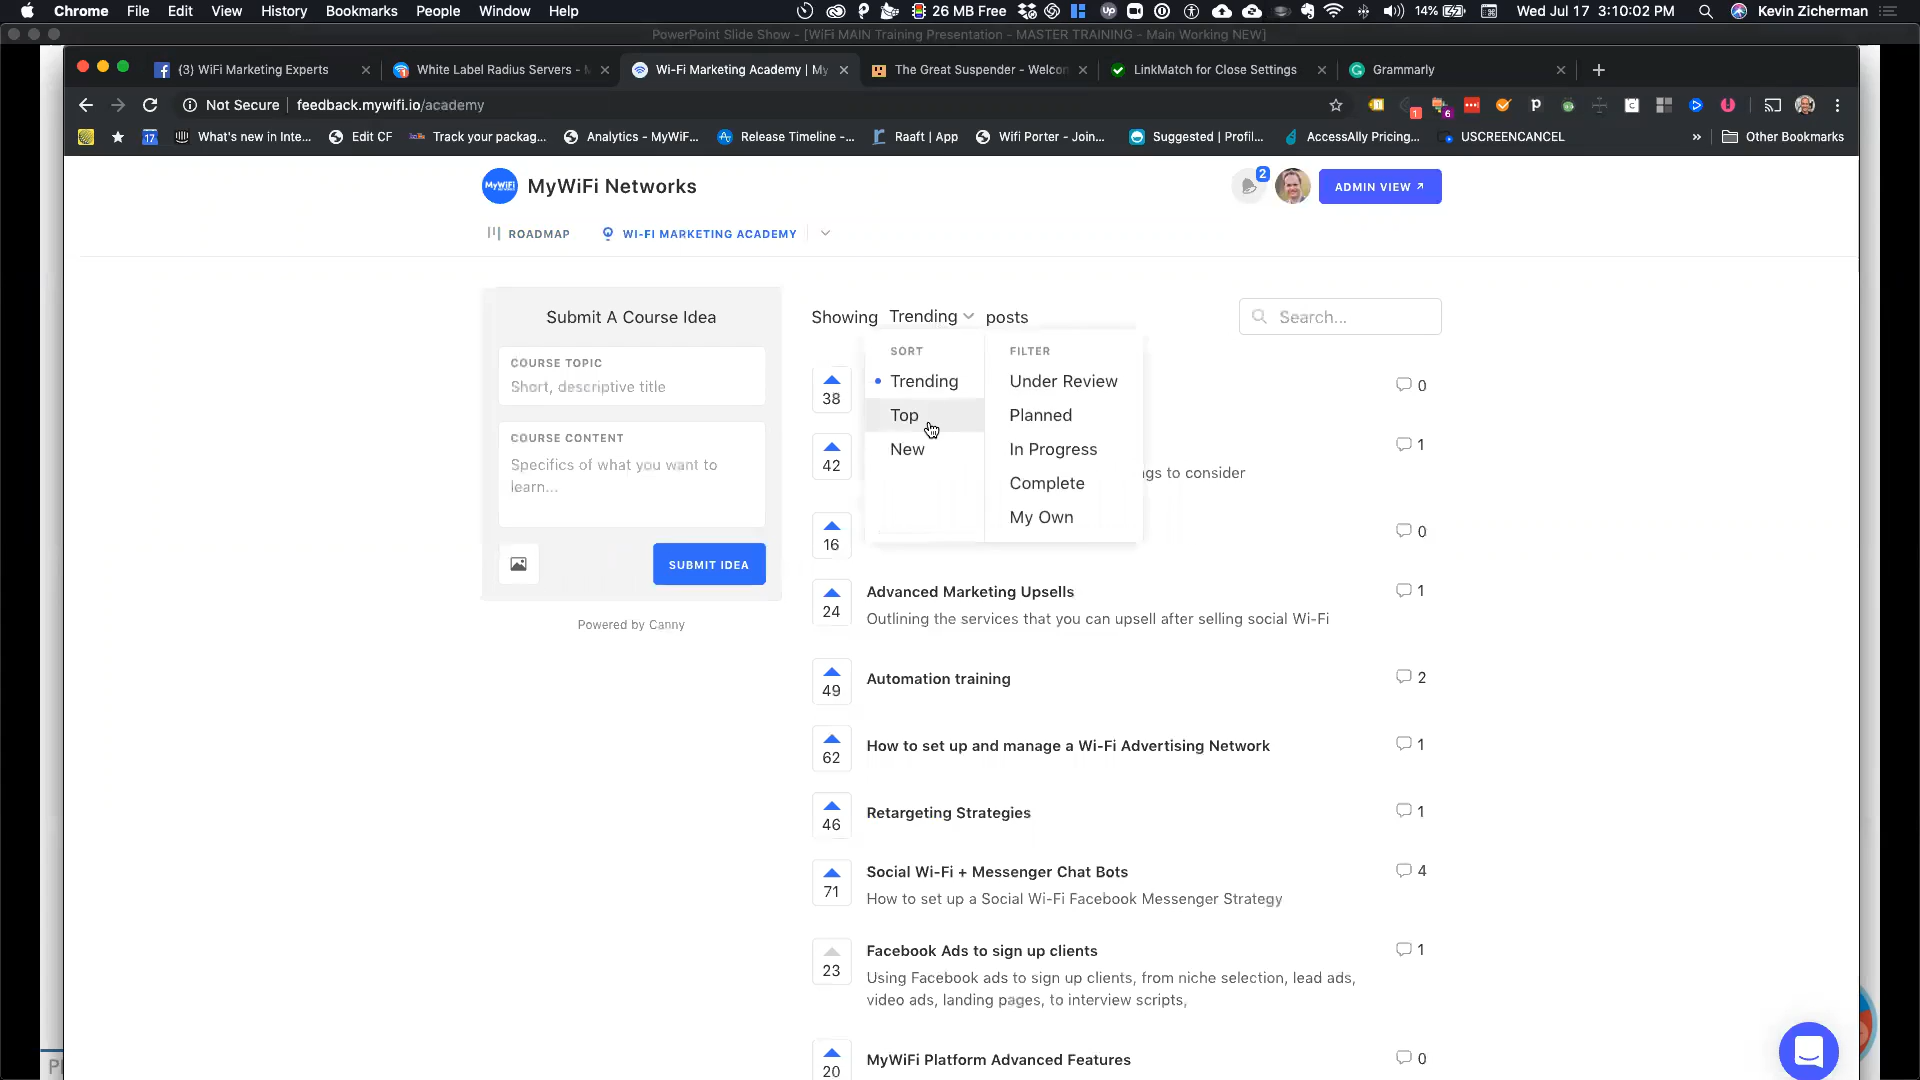 Chrome File Edit View History Bookmarks People Window Help 26 MB Free 14% Wed Jul 17 3:10:02 PM Kevin Zicherman
PowerPoint Slide Show - [WiFi MAIN Training Presentation - MASTER TRAINING - Main Working NEW]
(3) WiFi Marketing Experts White Label Radius Servers - Wi-Fi Marketing Academy | My The Great Suspender - Welcon LinkMatch for Close Settings Grammarly
Not Secure feedback.mywifi.io/academy
17 What's new in Inte... Edit CF Track your packag... Analytics - MyWiF... Release Timeline -... Raaft | App Wifi Porter - Join... Suggested | Profil... AccessAlly Pricing... USCREENCANCEL » Other Bookmarks
MyWiFi MyWiFi Networks 2 ADMIN VIEW
ROADMAP WI-FI MARKETING ACADEMY
Submit A Course Idea
COURSE TOPIC
Short, descriptive title
COURSE CONTENT
Specifics of what you want to
learn...
SUBMIT IDEA
Powered by Canny
Showing Trending posts Search...
SORT FILTER
Trending Under Review
Top Planned
New In Progress
Complete
My Own
38 0
42 1
ngs to consider
16 0
24 Advanced Marketing Upsells 1
Outlining the services that you can upsell after selling social Wi-Fi
49 Automation training 2
62 How to set up and manage a Wi-Fi Advertising Network 1
46 Retargeting Strategies 1
71 Social Wi-Fi + Messenger Chat Bots 4
How to set up a Social Wi-Fi Facebook Messenger Strategy
23 Facebook Ads to sign up clients 1
Using Facebook ads to sign up clients, from niche selection, lead ads,
video ads, landing pages, to interview scripts,
20 MyWiFi Platform Advanced Features 0